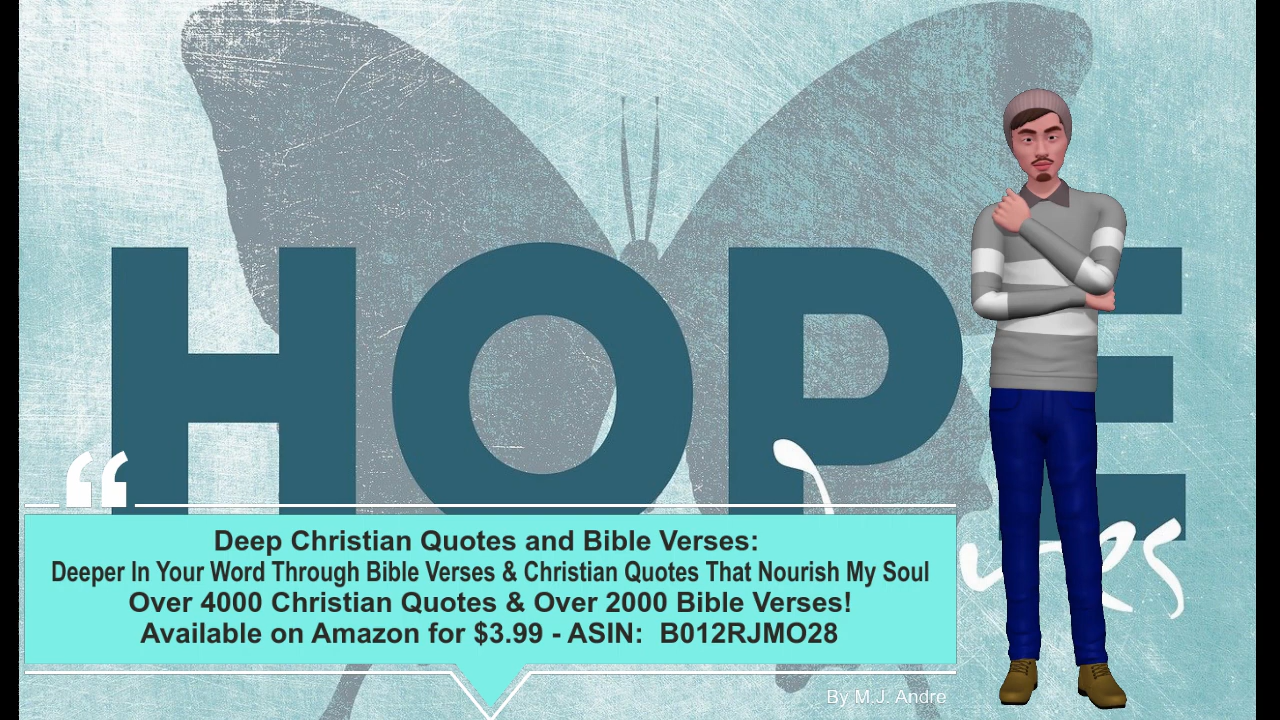 HOPE
“
Deep Christian Quotes and Bible Verses:
Deeper In Your Word Through Bible Verses & Christian Quotes That Nourish My Soul
Over 4000 Christian Quotes & Over 2000 Bible Verses!
Available on Amazon for $3.99 - ASIN: B012RJMO28
By M.J. Andre